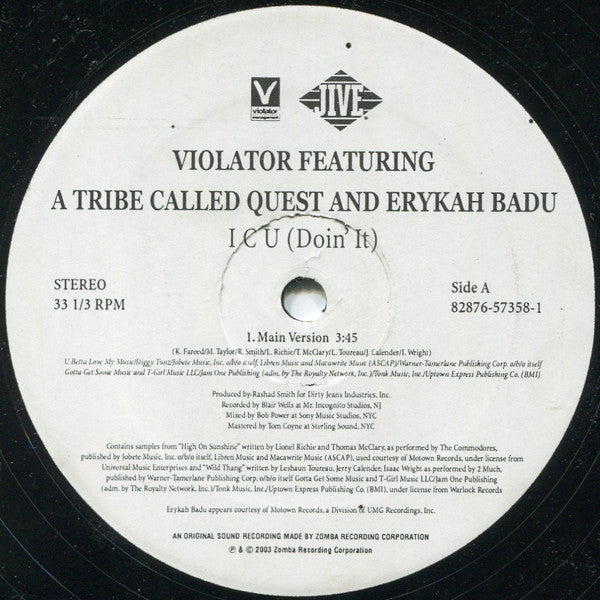 V
violator
management
JIVE
VIOLATOR FEATURING
A TRIBE CALLED QUEST AND ERYKAH BADU
I C U (Doin' It)
STEREO
33 1/3 RPM
Side A
82876-57358-1
1. Main Version 3:45
(K. Fareed/M. Taylor/R. Smith/L. Richie/T. McClary/L. Toureau/J. Calender/I. Wright)
U Betta Love My Music/Diggy Tunz/Jobete Music, Inc. o/b/o itself, Libren Music and Macawrite Music (ASCAP)/Warner-Tamerlane Publishing Corp. o/b/o itself
Gotta Get Some Music and T-Girl Music LLC/Jam One Publishing (adm. by The Royalty Network, Inc.)/Tonk Music, Inc./Uptown Express Publishing Co. (BMI)
Produced by-Rashad Smith for Dirty Jeans Industries, Inc.
Recorded by Blair Wells at Mr. Incognito Studios, NJ
Mixed by Bob Power at Sony Music Studios, NYC
Mastered by Tom Coyne at Sterling Sound, NYC
Contains samples from "High On Sunshine" written by Lionel Richie and Thomas McClary, as performed by The Commodores,
published by Jobete Music. Inc. o/b/o itself, Libren Music and Macawrite Music (ASCAP), used courtesy of Motown Records, under license from
Universal Music Enterprises and "Wild Thang" written by Leshaun Toureau, Jerry Calender, Isaac Wright as performed by 2 Much,
published by Warner-Tamerlane Publishing Corp. o/b/o itself Gotta Get Some Music and T-Girl Music LLC/Jam One Publishing
(adm. by The Royalty Network, Inc.)/Tonk Music, Inc./Uptown Express Publishing Co. (BMI), under license from Warlock Records
Erykah Badu appears courtesy of Motown Records, a Division of UMG Recordings, Inc.
AN ORIGINAL SOUND RECORDING MADE BY ZOMBA RECORDING CORPORATION
℗ & © 2003 Zomba Recording Corporation